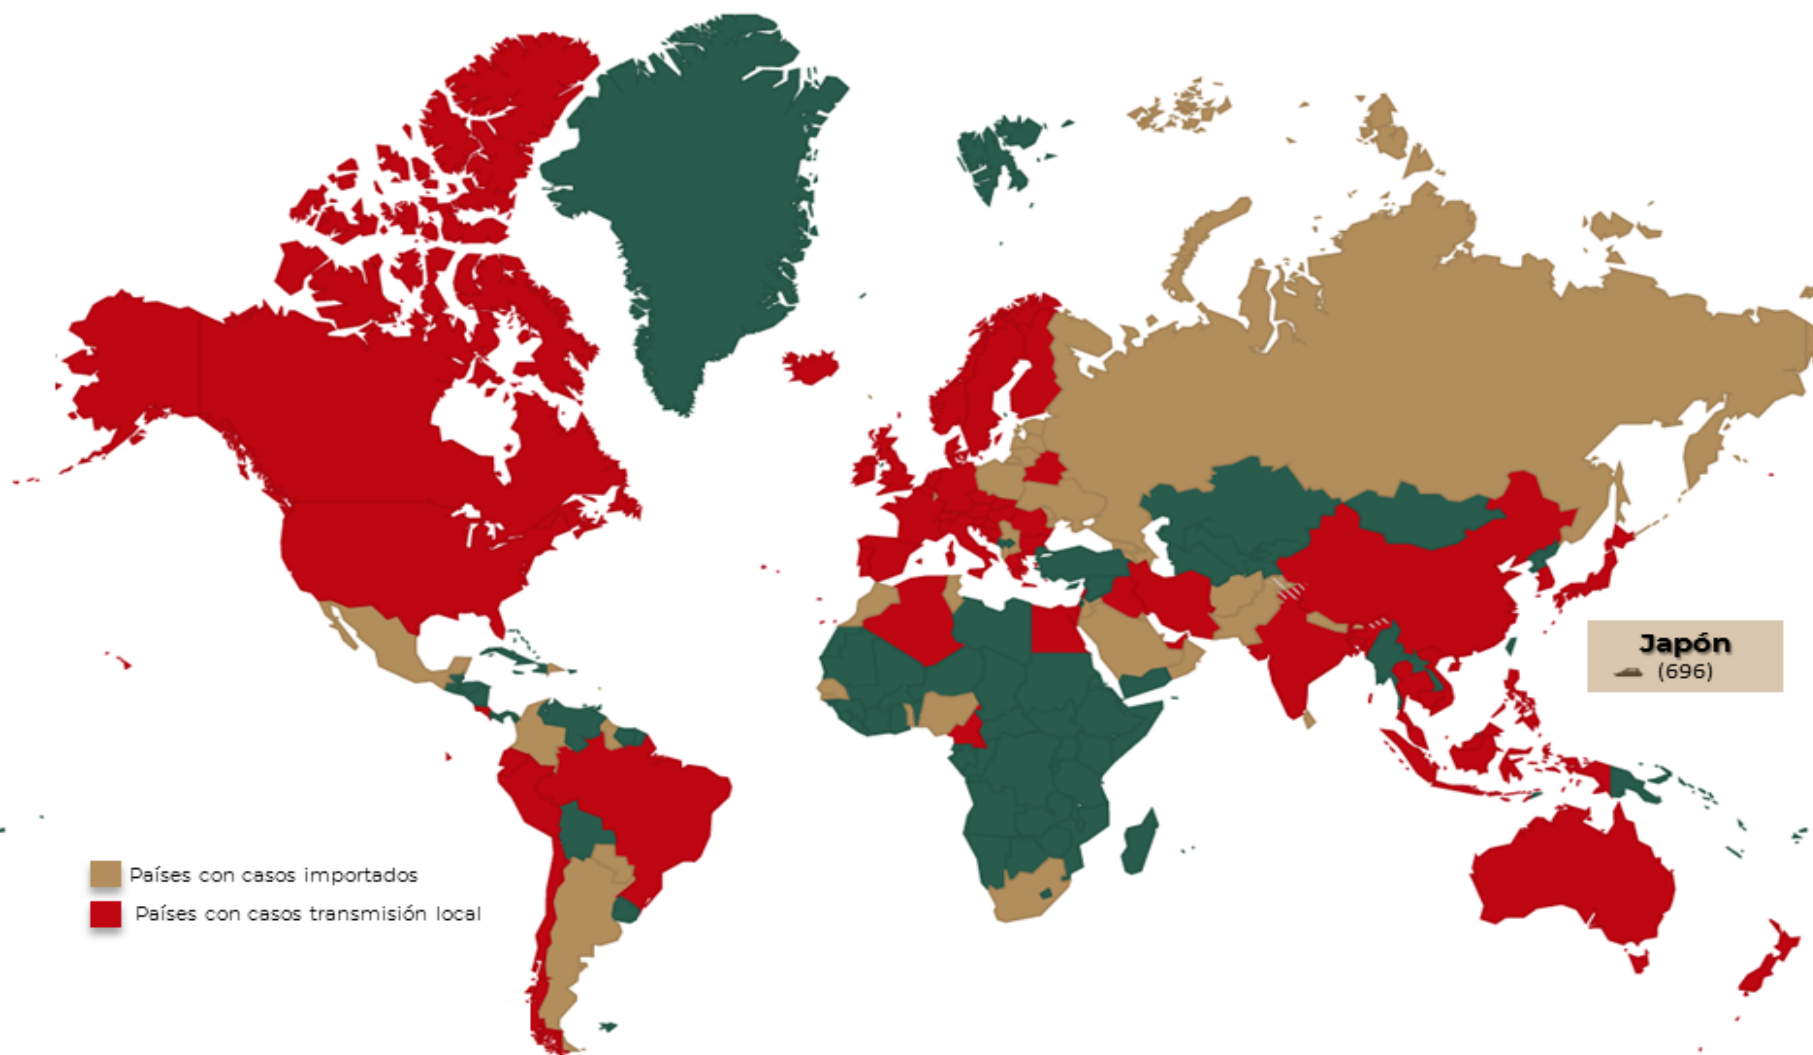 Japón
(696)
Países con casos importados
Países con casos transmisión local